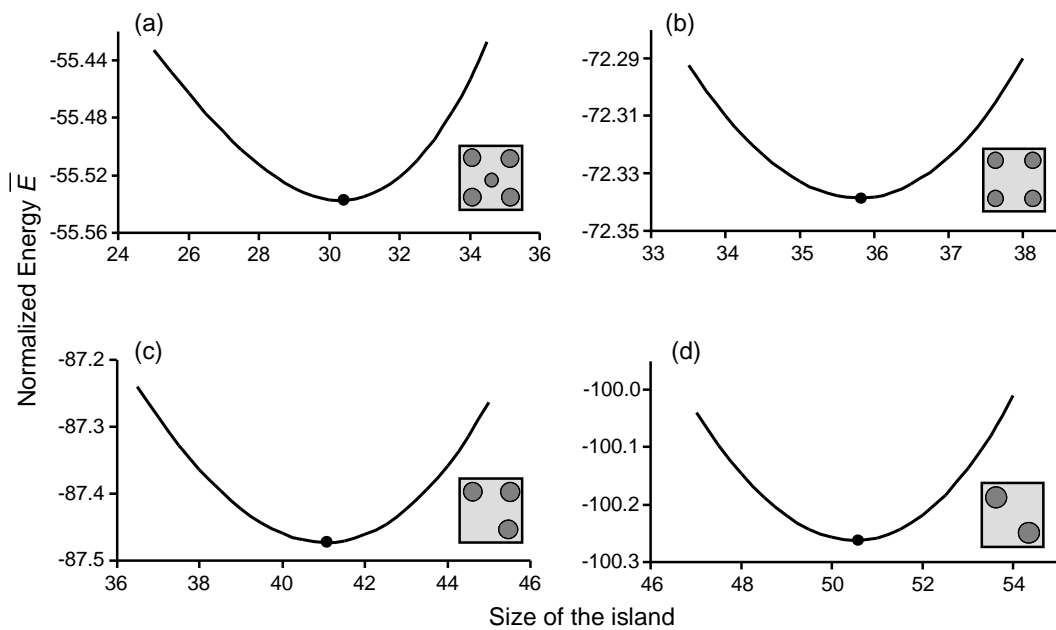 (a)
-55.44
-55.48
-55.52
-55.56
24 26 28 30 32 34 36
(b)
-72.29
-72.31
-72.33
-72.35
33 34 35 36 37 38
Normalized Energy E̅
(c)
-87.2
-87.3
-87.4
-87.5
36 38 40 42 44 46
(d)
-100.0
-100.1
-100.2
-100.3
46 48 50 52 54
Size of the island